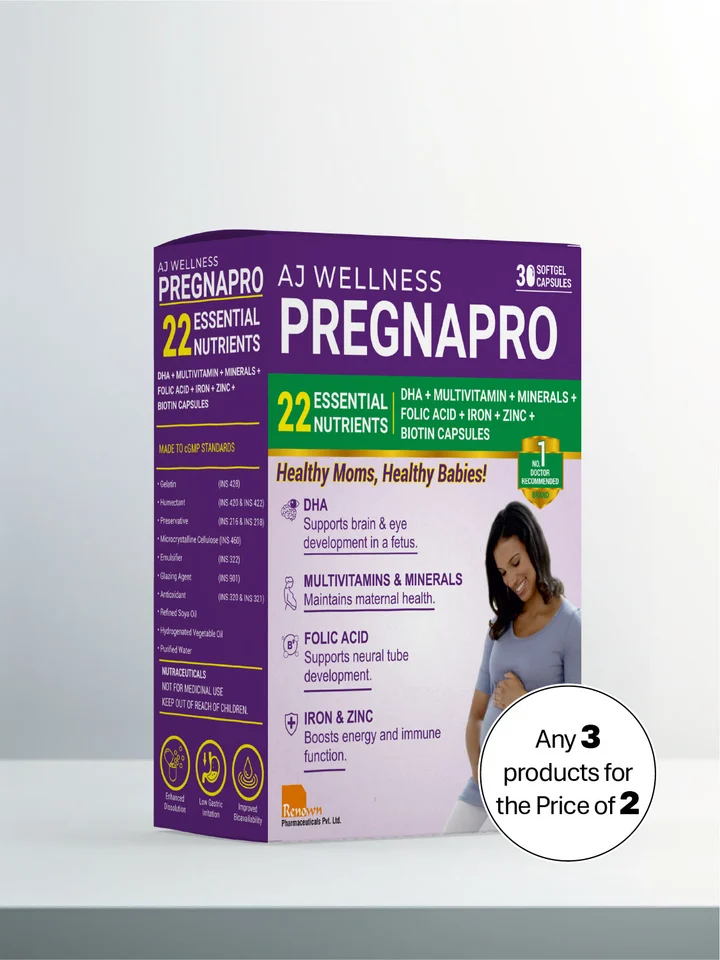 AJ WELLNESS
PREGNAPRO
22 ESSENTIAL
NUTRIENTS
DHA + MULTIVITAMIN + MINERALS +
FOLIC ACID + IRON + ZINC +
BIOTIN CAPSULES
MADE TO cGMP STANDARDS
• Gelatin (INS 428)
• Humectant (INS 420 & INS 422)
• Preservative (INS 216 & INS 218)
• Microcrystalline Cellulose (INS 460)
• Emulsifier (INS 322)
• Glazing Agent (INS 901)
• Antioxidant (INS 320 & INS 321)
• Refined Soya Oil
• Hydrogenated Vegetable Oil
• Purified Water
NUTRACEUTICALS
NOT FOR MEDICINAL USE
KEEP OUT OF REACH OF CHILDREN.
Enhanced
Dissolution
Low Gastric
Irritation
Improved
Bioavailability
AJ WELLNESS
30 SOFTGEL
CAPSULES
PREGNAPRO
22 ESSENTIAL
NUTRIENTS
DHA + MULTIVITAMIN + MINERALS +
FOLIC ACID + IRON + ZINC +
BIOTIN CAPSULES
Healthy Moms, Healthy Babies!
NO.1
DOCTOR
RECOMMENDED
BRAND
DHA
Supports brain & eye
development in a fetus.
MULTIVITAMINS & MINERALS
Maintains maternal health.
FOLIC ACID
Supports neural tube
development.
IRON & ZINC
Boosts energy and immune
function.
Renown
Pharmaceuticals Pvt. Ltd.
Any 3
products for
the Price of 2